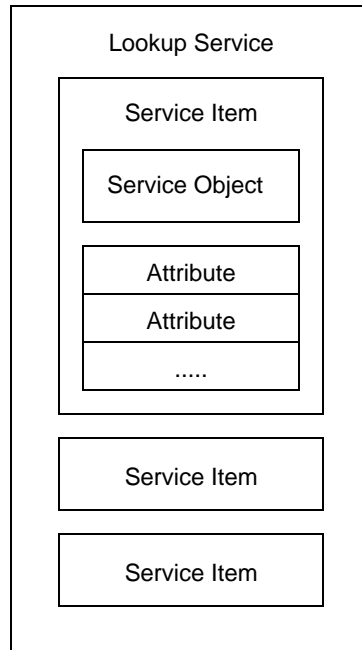 Lookup Service
Service Item
Service Object
Attribute
Attribute
.....
Service Item
Service Item